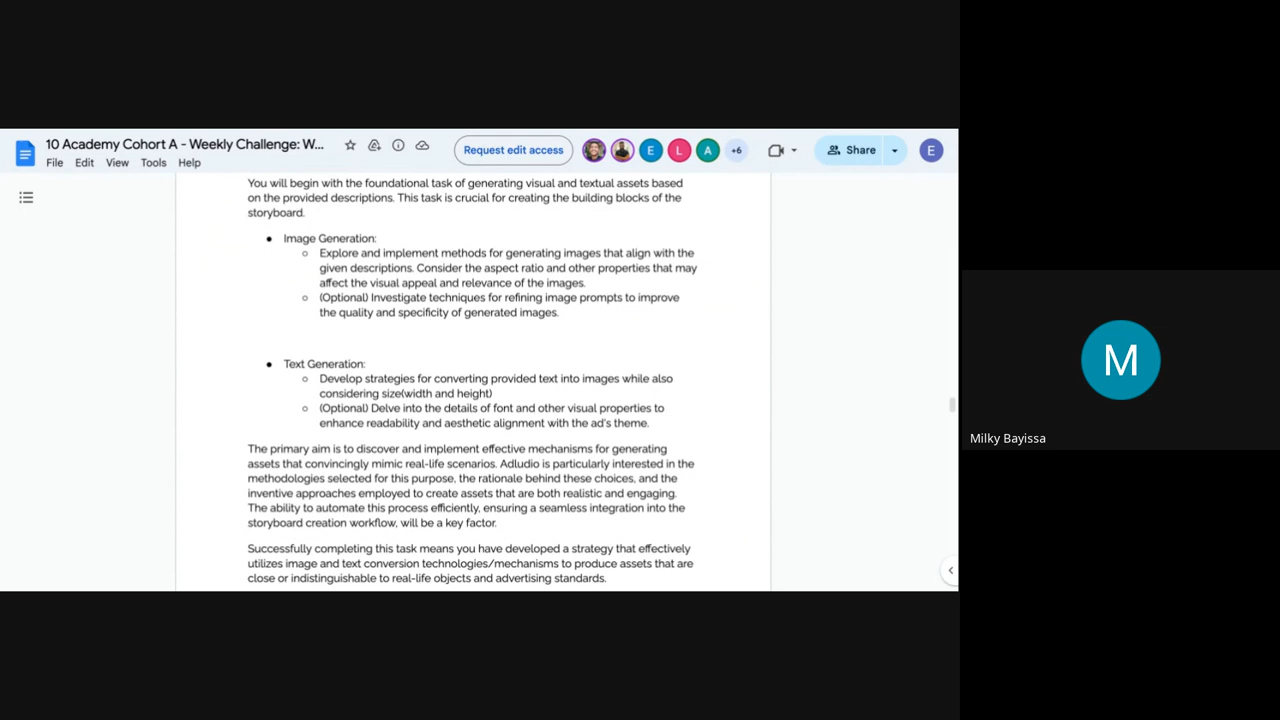 10 Academy Cohort A - Weekly Challenge: W...
File Edit View Tools Help
Request edit access
E
L
A
+6
Share
E
You will begin with the foundational task of generating visual and textual assets based
on the provided descriptions. This task is crucial for creating the building blocks of the
storyboard.
● Image Generation:
○ Explore and implement methods for generating images that align with the
given descriptions. Consider the aspect ratio and other properties that may
affect the visual appeal and relevance of the images.
○ (Optional) Investigate techniques for refining image prompts to improve
the quality and specificity of generated images.
● Text Generation:
○ Develop strategies for converting provided text into images while also
considering size(width and height)
○ (Optional) Delve into the details of font and other visual properties to
enhance readability and aesthetic alignment with the ad's theme.
The primary aim is to discover and implement effective mechanisms for generating
assets that convincingly mimic real-life scenarios. Adludio is particularly interested in the
methodologies selected for this purpose, the rationale behind these choices, and the
inventive approaches employed to create assets that are both realistic and engaging.
The ability to automate this process efficiently, ensuring a seamless integration into the
storyboard creation workflow, will be a key factor.
Successfully completing this task means you have developed a strategy that effectively
utilizes image and text conversion technologies/mechanisms to produce assets that are
close or indistinguishable to real-life objects and advertising standards.
M
Milky Bayissa